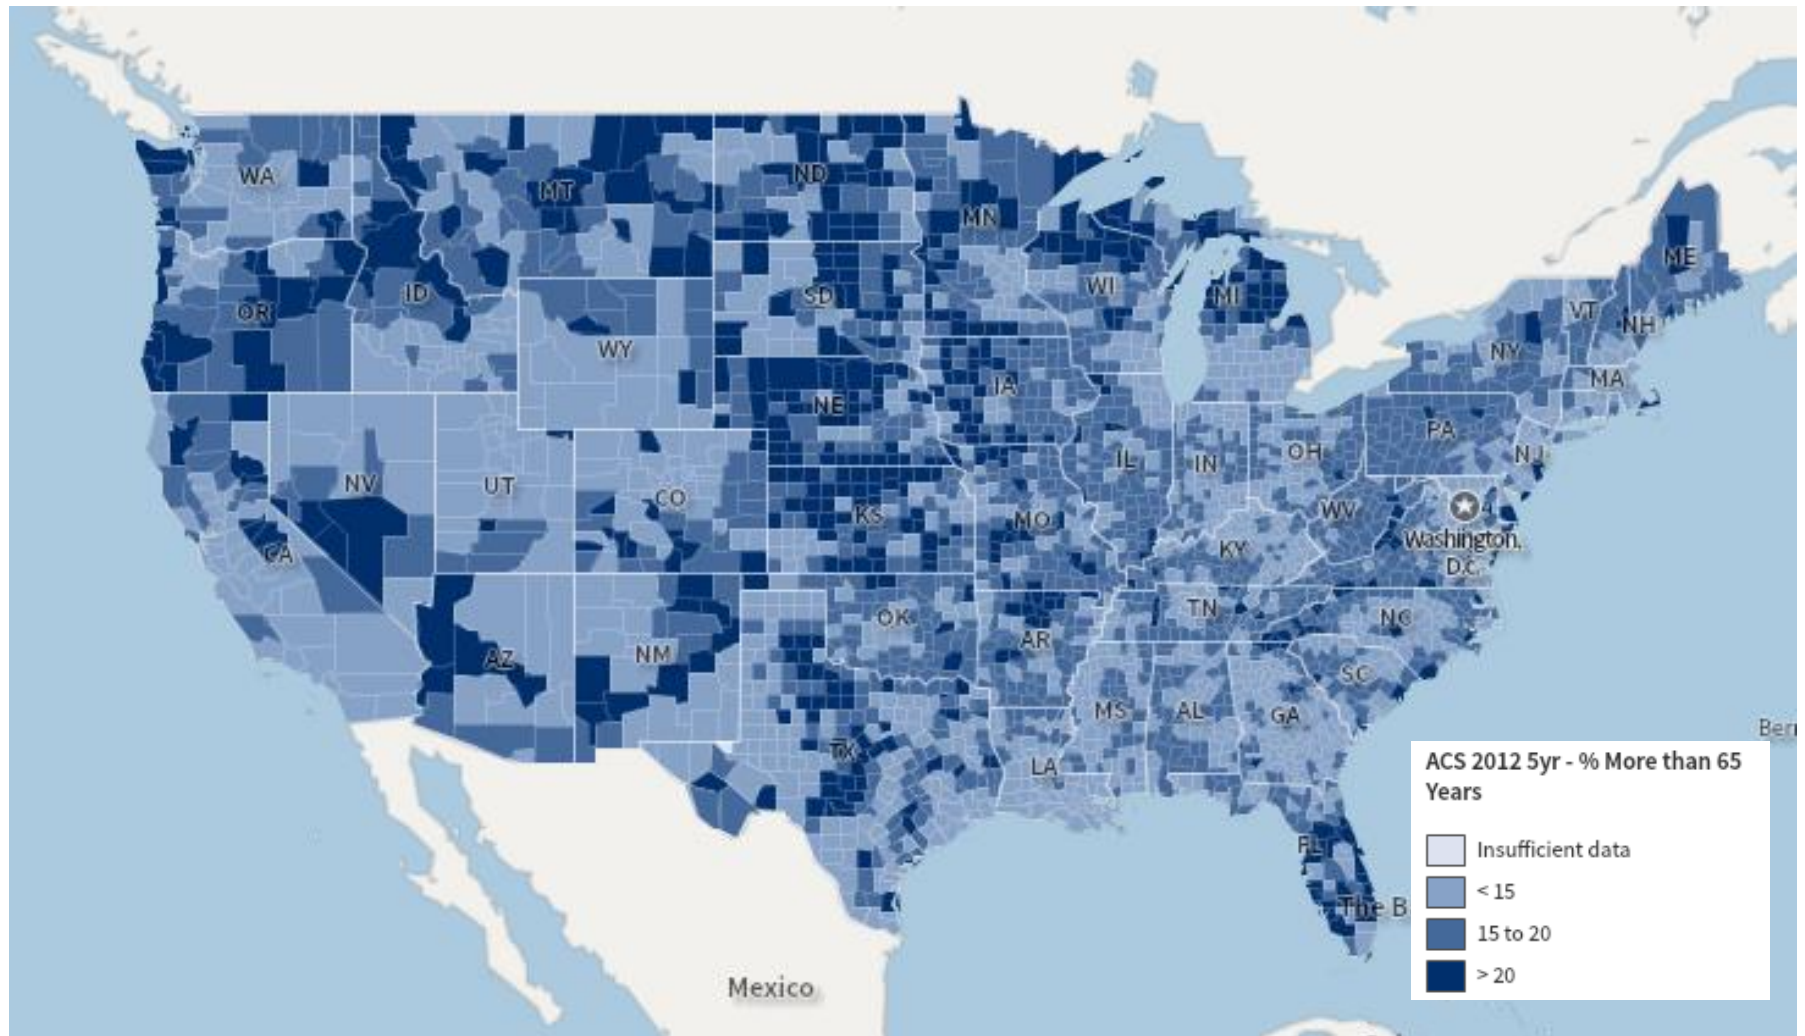 WA
MT
ND
MN
ME
OR
ID
SD
WI
MI
VT
NH
WY
NY
MA
IA
NE
PA
IL
IN
OH
NJ
NV
UT
CO
KS
MO
WV
4
Washington,
D.C.
CA
KY
OK
TN
NC
AR
AZ
NM
SC
MS
AL
GA
TX
LA
Berr
FL
The B
Mexico
ACS 2012 5yr - % More than 65
Years
Insufficient data
< 15
15 to 20
> 20